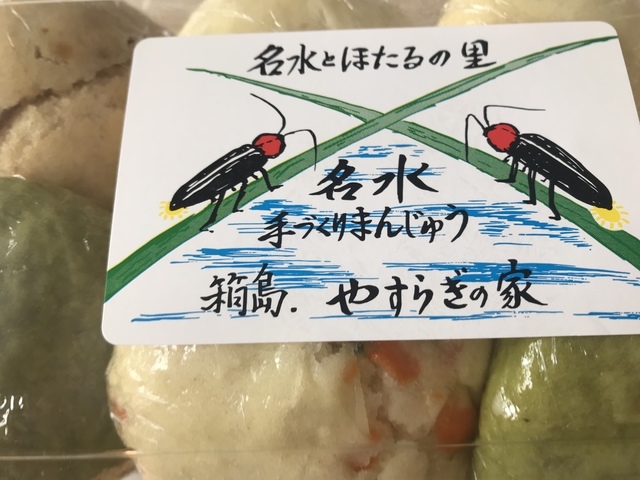 名水とほたるの里
名水
手づくりまんじゅう
箱島. やすらぎの家